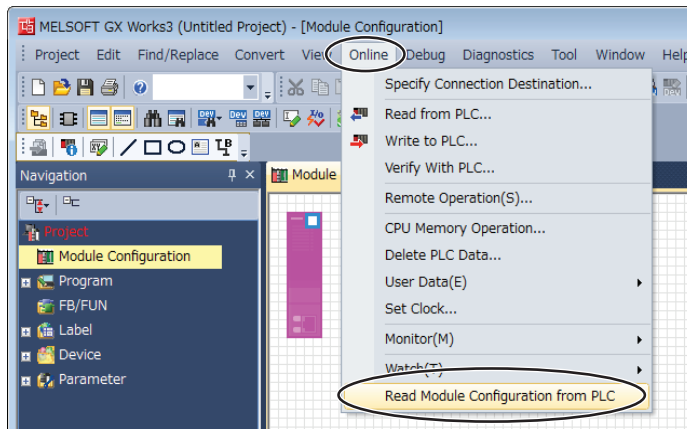 MELSOFT GX Works3 (Untitled Project) - [Module Configuration]
Project Edit Find/Replace Convert View Online Debug Diagnostics Tool Window Help
Navigation
Module
Project
Module Configuration
Program
FB/FUN
Label
Device
Parameter
Specify Connection Destination...
Read from PLC...
Write to PLC...
Verify With PLC...
Remote Operation(S)...
CPU Memory Operation...
Delete PLC Data...
User Data(E)
Set Clock...
Monitor(M)
Watch(T)
Read Module Configuration from PLC